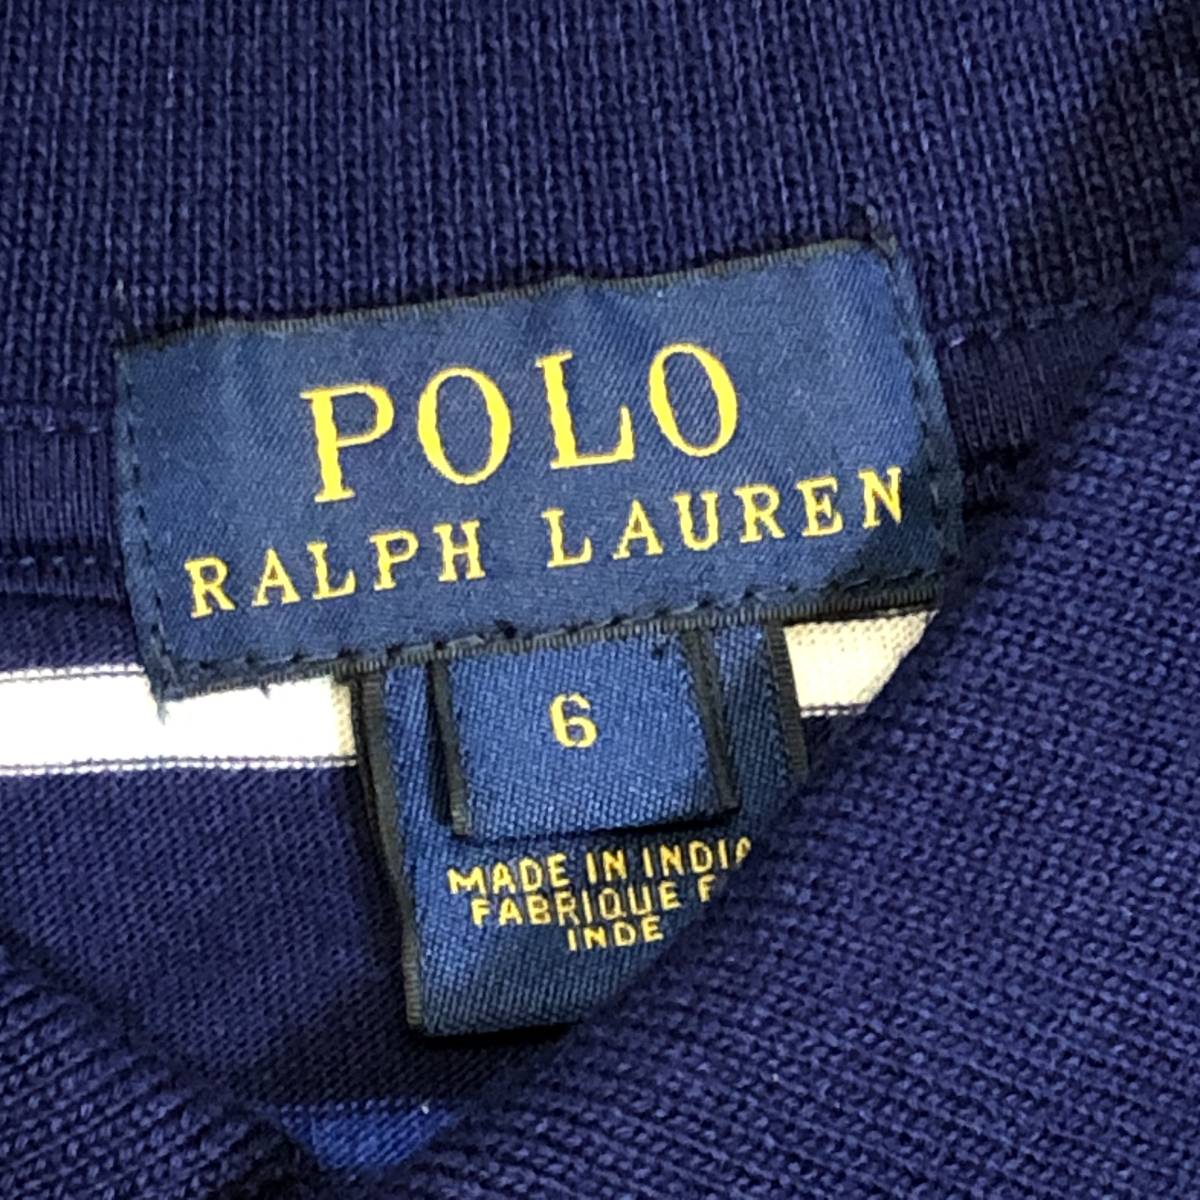 POLO
RALPH LAUREN
6
MADE IN INDIA
FABRIQUE
INDE